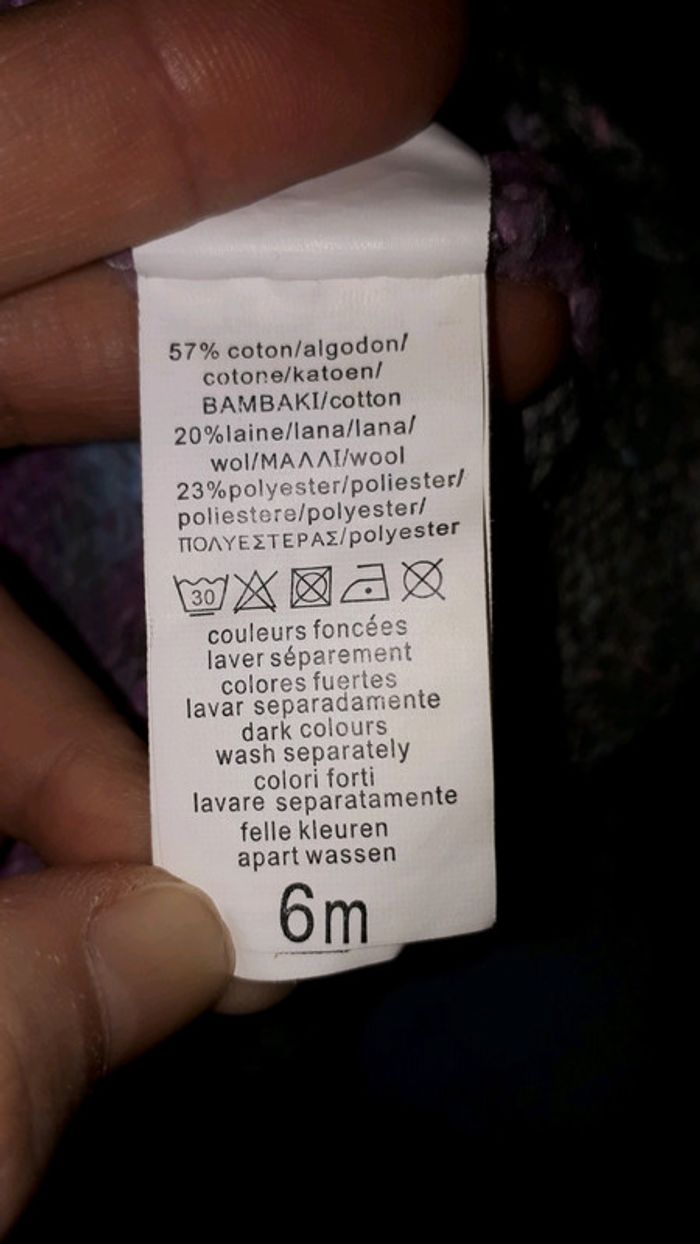 57% coton/algodon/
cotone/katoen/
BAMBAKI/cotton
20%laine/lana/lana/
wol/ΜΑΛΛΙ/wool
23%polyester/poliester/
poliestere/polyester/
ΠΟΛΥΕΣΤΕΡΑΣ/polyester
30
couleurs foncées
laver séparement
colores fuertes
lavar separadamente
dark colours
wash separately
colori forti
lavare separatamente
felle kleuren
apart wassen
6m